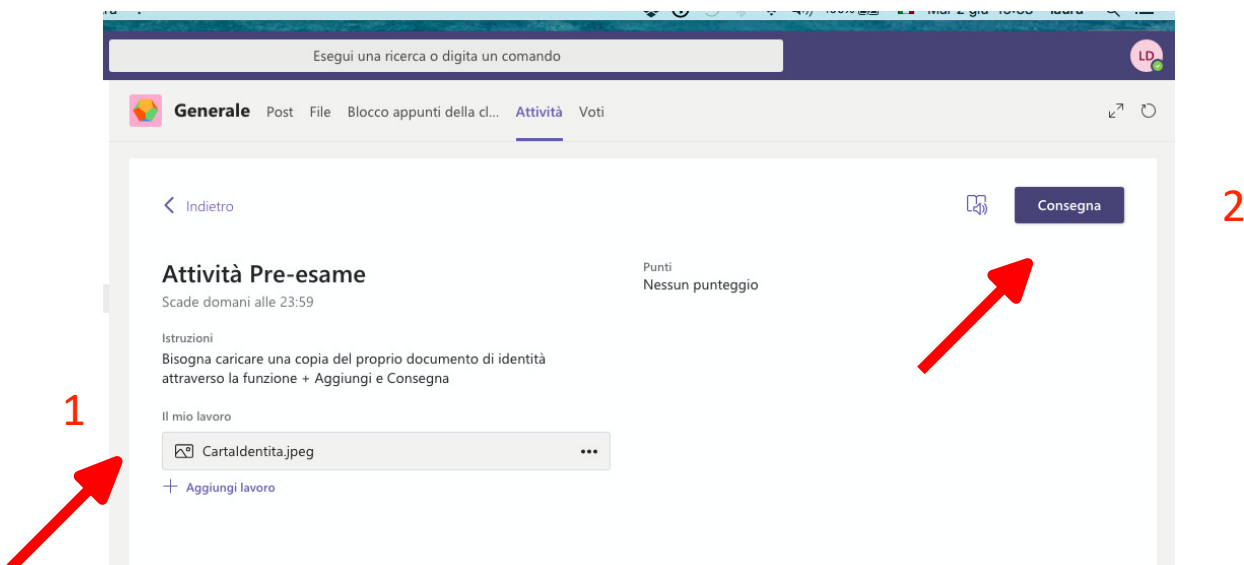 Esegui una ricerca o digita un comando
LD
Generale Post File Blocco appunti della cl... Attività Voti
Indietro
Consegna
2
Attività Pre-esame
Scade domani alle 23:59
Punti
Nessun punteggio
Istruzioni
Bisogna caricare una copia del proprio documento di identità
attraverso la funzione + Aggiungi e Consegna
1
Il mio lavoro
CartaIdentita.jpeg
+ Aggiungi lavoro